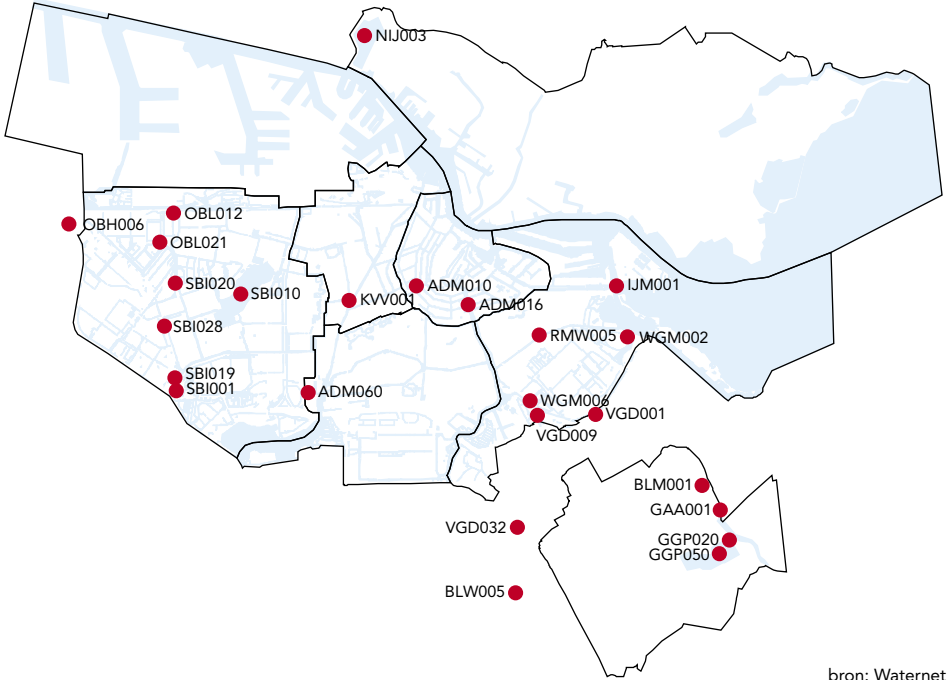 NIJ003
OBL012
OBH006
OBL021
SBI020
SBI010
KVV001
ADM010
IJM001
ADM016
SBI028
RMW005
WGM002
SBI019
SBI001
ADM060
WGM006
VGD001
VGD009
BLM001
GAA001
VGD032
GGP020
GGP050
BLW005
bron: Waternet